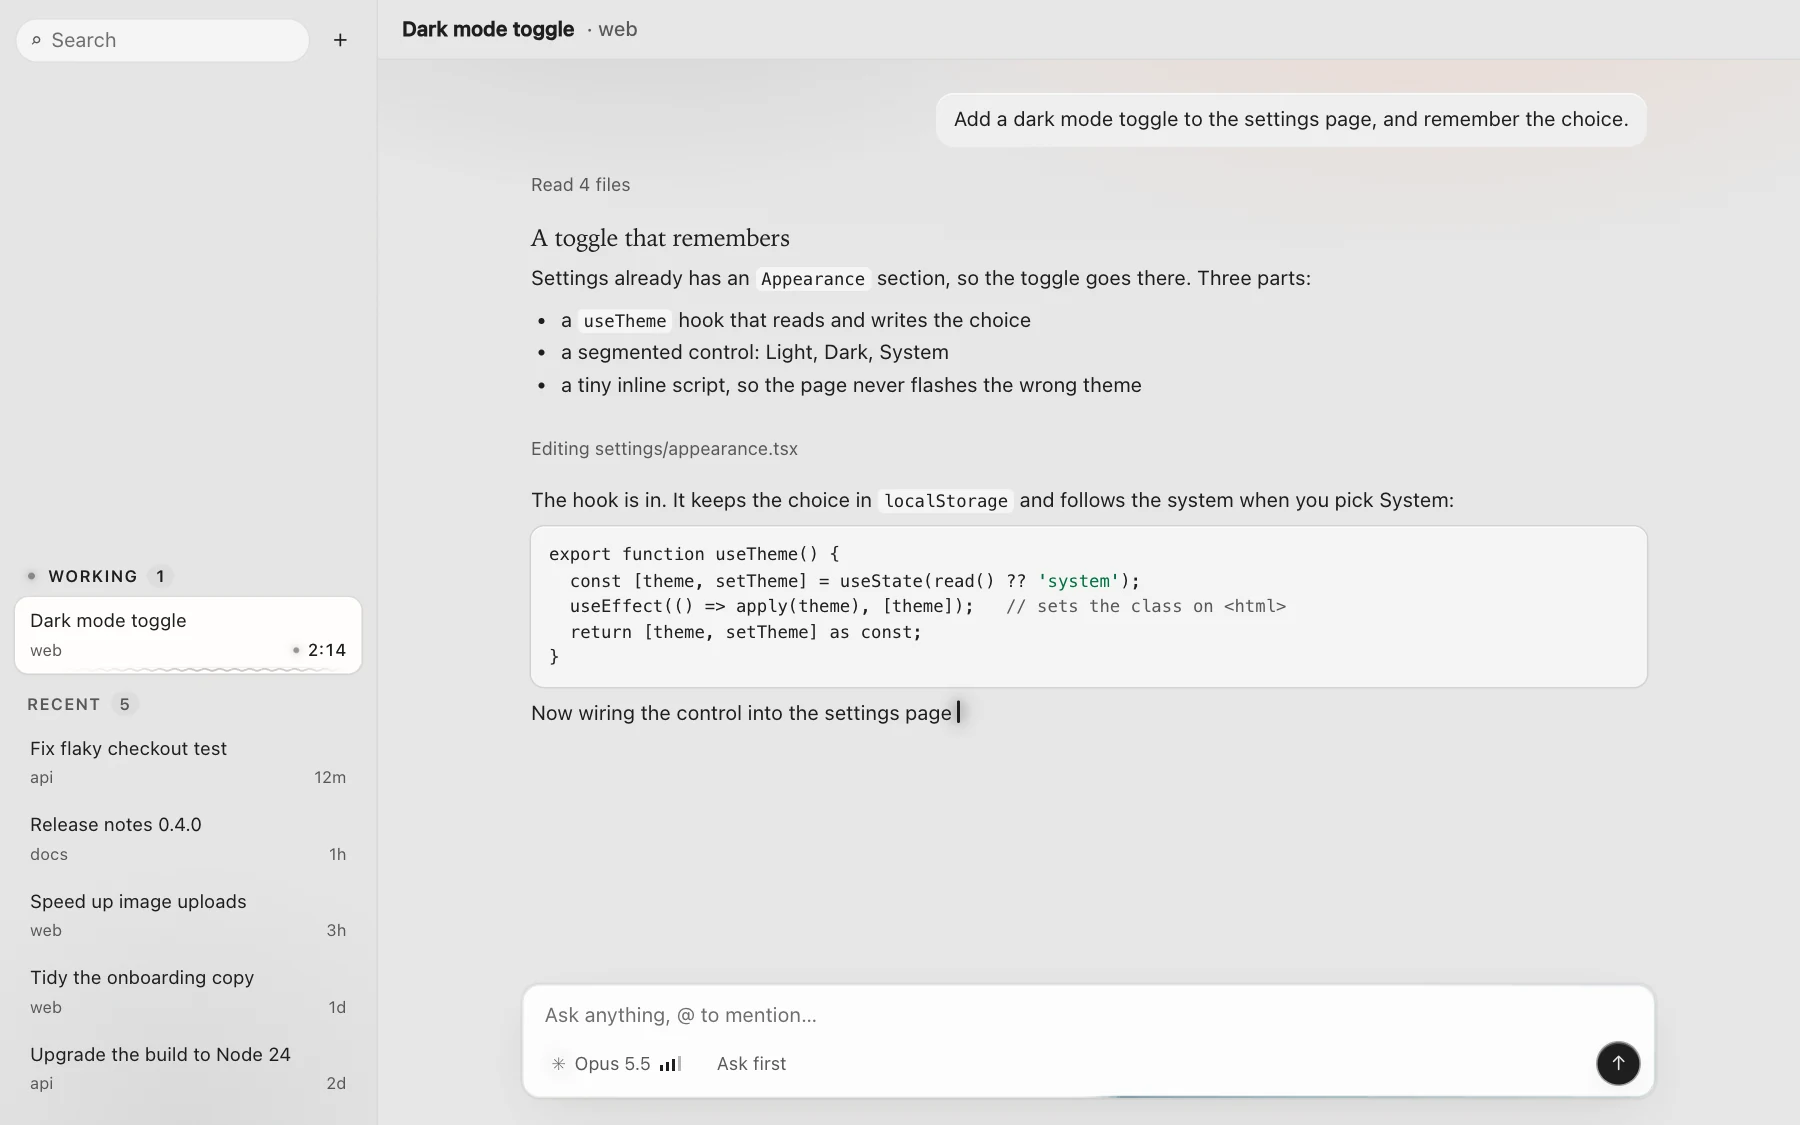 Search
+
WORKING 1
Dark mode toggle
web 2:14
RECENT 5
Fix flaky checkout test
api 12m
Release notes 0.4.0
docs 1h
Speed up image uploads
web 3h
Tidy the onboarding copy
web 1d
Upgrade the build to Node 24
api 2d
Dark mode toggle · web
Add a dark mode toggle to the settings page, and remember the choice.
Read 4 files
A toggle that remembers
Settings already has an Appearance section, so the toggle goes there. Three parts:
• a useTheme hook that reads and writes the choice
• a segmented control: Light, Dark, System
• a tiny inline script, so the page never flashes the wrong theme
Editing settings/appearance.tsx
The hook is in. It keeps the choice in localStorage and follows the system when you pick System:
export function useTheme() {
  const [theme, setTheme] = useState(read() ?? 'system');
  useEffect(() => apply(theme), [theme]);   // sets the class on <html>
  return [theme, setTheme] as const;
}
Now wiring the control into the settings page
Ask anything, @ to mention...
Opus 5.5 Ask first